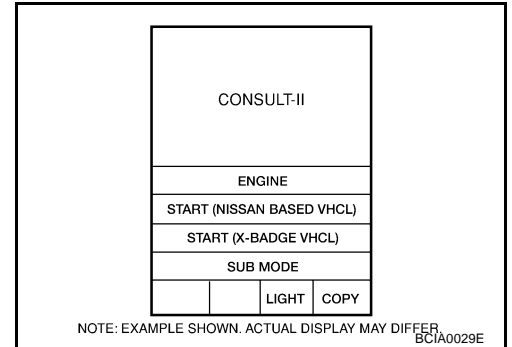 CONSULT-II
ENGINE
START (NISSAN BASED VHCL)
START (X-BADGE VHCL)
SUB MODE
LIGHT COPY
NOTE: EXAMPLE SHOWN. ACTUAL DISPLAY MAY DIFFER.
BCIA0029E